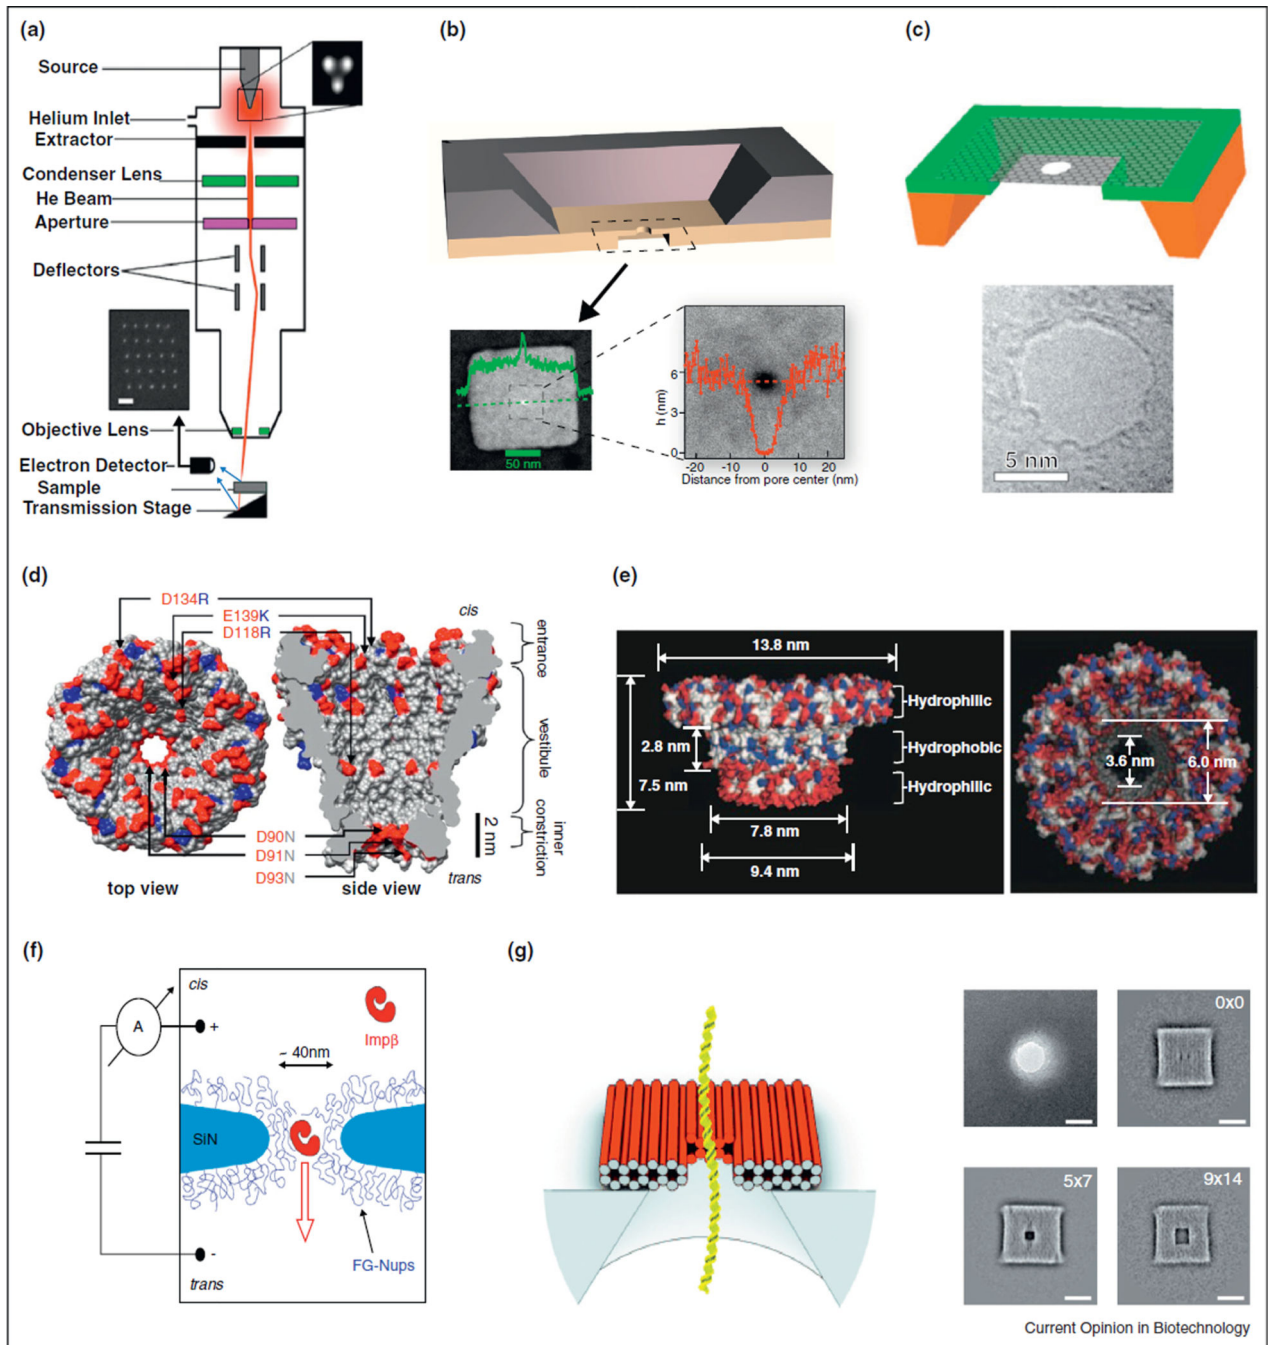 (a)
Source
Helium Inlet
Extractor
Condenser Lens
He Beam
Aperture
Deflectors
Objective Lens
Electron Detector
Sample
Transmission Stage
(b)
50 nm
h (nm)
6
3
0
-20 -10 0 10 20
Distance from pore center (nm)
(c)
5 nm
(d)
D134R
E139K
D118R
cis
entrance
vestibule
inner
constriction
2 nm
D90N
D91N
D93N
trans
top view
side view
(e)
13.8 nm
Hydrophilic
2.8 nm
Hydrophobic
7.5 nm
Hydrophilic
7.8 nm
9.4 nm
3.6 nm
6.0 nm
(f)
cis
A
+
Impβ
~ 40nm
SiN
FG-Nups
-
trans
(g)
0x0
5x7
9x14
Current Opinion in Biotechnology